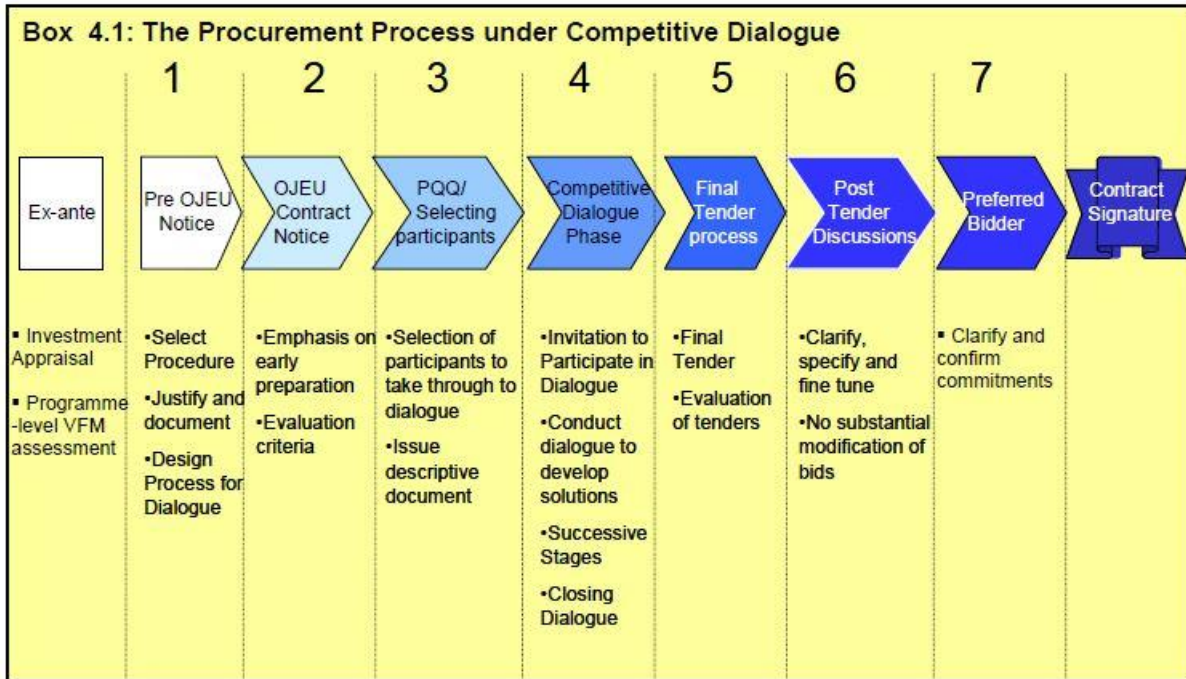 Box 4.1: The Procurement Process under Competitive Dialogue
1
2
3
4
5
6
7
Ex-ante
Pre OJEU
Notice
OJEU
Contract
Notice
PQQ/
Selecting
participants
Competitive
Dialogue
Phase
Final
Tender
process
Post
Tender
Discussions
Preferred
Bidder
Contract
Signature
▪ Investment
Appraisal
▪ Programme
-level VFM
assessment
•Select
Procedure
•Justify and
document
•Design
Process for
Dialogue
•Emphasis on
early
preparation
•Evaluation
criteria
•Selection of
participants to
take through to
dialogue
•Issue
descriptive
document
•Invitation to
Participate in
Dialogue
•Conduct
dialogue to
develop
solutions
•Successive
Stages
•Closing
Dialogue
•Final
Tender
•Evaluation
of tenders
•Clarify,
specify and
fine tune
•No substantial
modification of
bids
▪ Clarify and
confirm
commitments